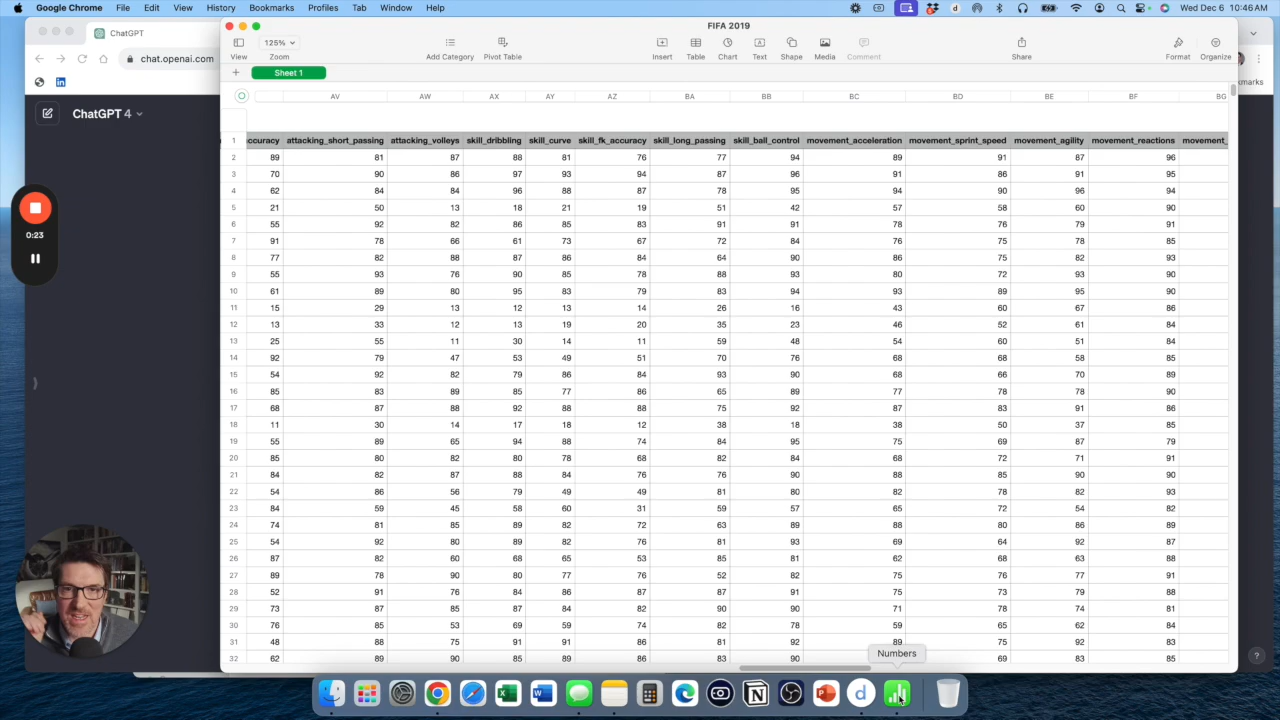 Google Chrome File Edit View History Bookmarks Profiles Tab Window Help Wed Dec 6 10:46 AM
ChatGPT
FIFA 2019
chat.openai.com
125%
View Zoom Add Category Pivot Table Insert Table Chart Text Shape Media Comment Share Format Organize
Sheet 1
ChatGPT 4
AV AW AX AY AZ BA BB BC BD BE BF BG
1 ccuracy attacking_short_passing attacking_volleys skill_dribbling skill_curve skill_fk_accuracy skill_long_passing skill_ball_control movement_acceleration movement_sprint_speed movement_agility movement_reactions movement_
2 89 81 87 88 81 76 77 94 89 91 87 96
3 70 90 86 97 93 94 87 96 91 86 91 95
4 62 84 84 96 88 87 78 95 94 90 96 94
5 21 50 13 18 21 19 51 42 57 58 60 90
6 55 92 82 86 85 83 91 91 78 76 79 91
7 91 78 66 61 73 67 72 84 76 75 78 85
8 77 82 88 87 86 84 64 90 86 75 82 93
9 55 93 76 90 85 78 88 93 80 72 93 90
10 61 89 80 95 83 79 83 94 93 89 95 90
11 15 29 13 12 13 14 26 16 43 60 67 86
12 13 33 12 13 19 20 35 23 46 52 61 84
13 25 55 11 30 14 11 59 48 54 60 51 84
14 92 79 47 53 49 51 70 76 68 68 58 85
15 54 92 82 79 86 84 93 90 68 66 70 89
16 85 83 89 85 77 86 65 89 77 78 78 90
17 68 87 88 92 88 88 75 92 87 83 91 86
18 11 30 14 17 18 12 38 18 38 50 37 85
19 55 89 65 94 88 74 84 95 75 69 87 79
20 85 80 82 80 78 68 82 84 68 72 71 91
21 84 82 87 88 84 76 76 90 88 85 90 90
22 54 86 56 79 49 49 81 80 82 78 82 93
23 84 59 45 58 60 31 59 57 65 72 54 82
24 74 81 85 89 82 72 63 89 88 80 86 89
25 54 92 80 89 82 76 81 93 69 64 92 87
26 87 82 60 68 65 53 85 81 62 68 63 88
27 89 78 90 80 77 76 52 82 75 76 77 91
28 52 91 76 84 86 87 87 91 75 73 79 88
29 73 87 85 87 84 82 90 90 71 78 74 81
30 76 85 53 69 59 74 82 78 59 65 62 84
31 48 88 75 91 91 86 81 92 89 75 92 83
32 62 89 90 85 89 86 83 90 69 83 85
0:23
Numbers